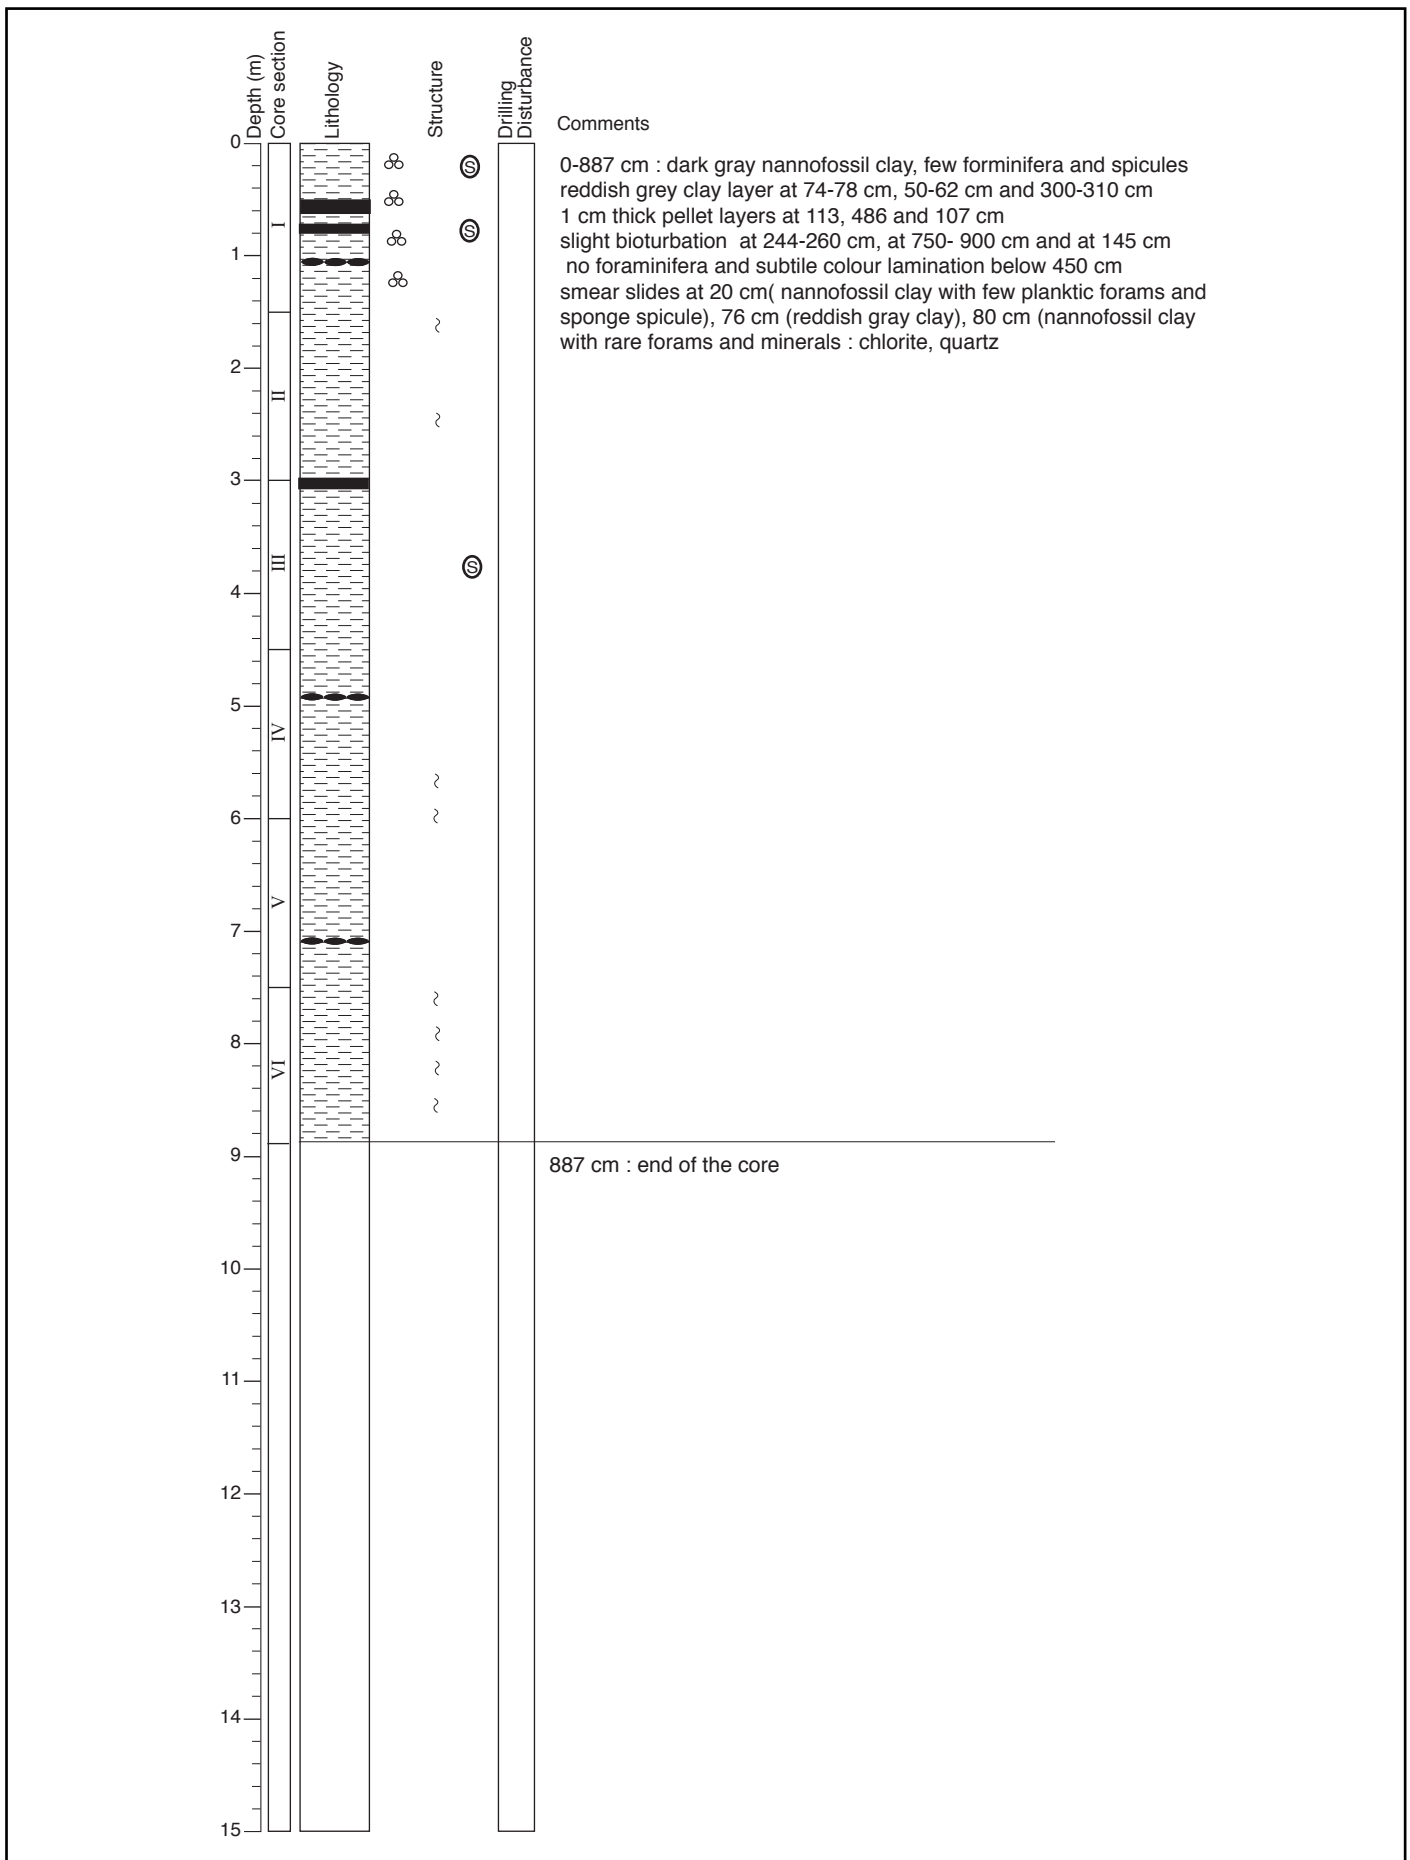 Depth (m)
Core section
Lithology
Structure
Drilling
Disturbance
Comments
0
0-887 cm : dark gray nannofossil clay, few forminifera and spicules
reddish grey clay layer at 74-78 cm, 50-62 cm and 300-310 cm
1 cm thick pellet layers at 113, 486 and 107 cm
slight bioturbation at 244-260 cm, at 750- 900 cm and at 145 cm
no foraminifera and subtile colour lamination below 450 cm
smear slides at 20 cm( nannofossil clay with few planktic forams and
sponge spicule), 76 cm (reddish gray clay), 80 cm (nannofossil clay
with rare forams and minerals : chlorite, quartz
S
I
S
1
2
II
3
III
S
4
5
IV
6
V
7
8
VI
9
887 cm : end of the core
10
11
12
13
14
15